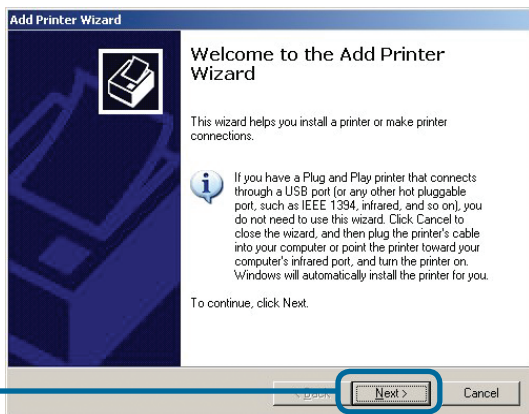 Add Printer Wizard
Welcome to the Add Printer
Wizard
This wizard helps you install a printer or make printer
connections.
If you have a Plug and Play printer that connects
through a USB port (or any other hot pluggable
port, such as IEEE 1394, infrared, and so on), you
do not need to use this wizard. Click Cancel to
close the wizard, and then plug the printer's cable
into your computer or point the printer toward your
computer's infrared port, and turn the printer on.
Windows will automatically install the printer for you.
To continue, click Next.
< Back Next > Cancel